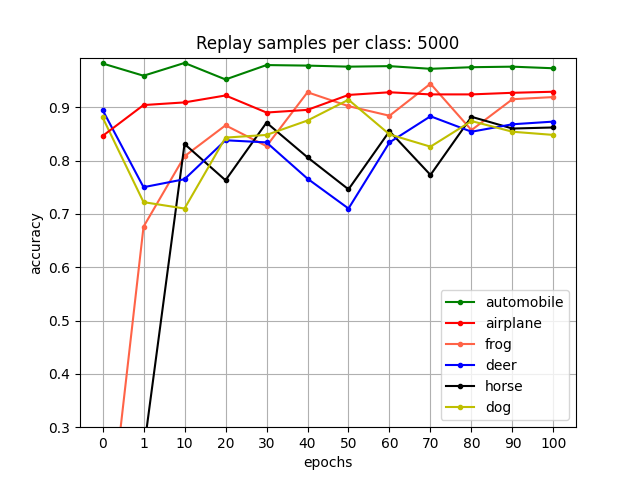 Replay samples per class: 5000
accuracy
0.9
0.8
0.7
0.6
0.5
0.4
0.3
automobile
airplane
frog
deer
horse
dog
0 1 10 20 30 40 50 60 70 80 90 100
epochs